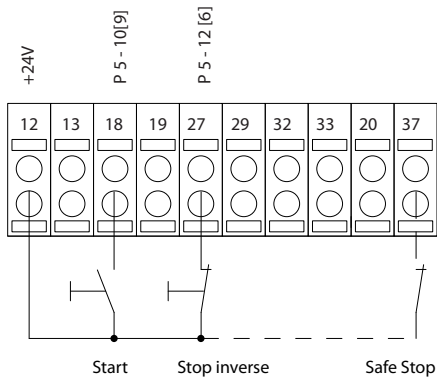 +24V
P 5 - 10[9]
P 5 - 12 [6]
12 13 18 19 27 29 32 33 20 37
Start Stop inverse Safe Stop